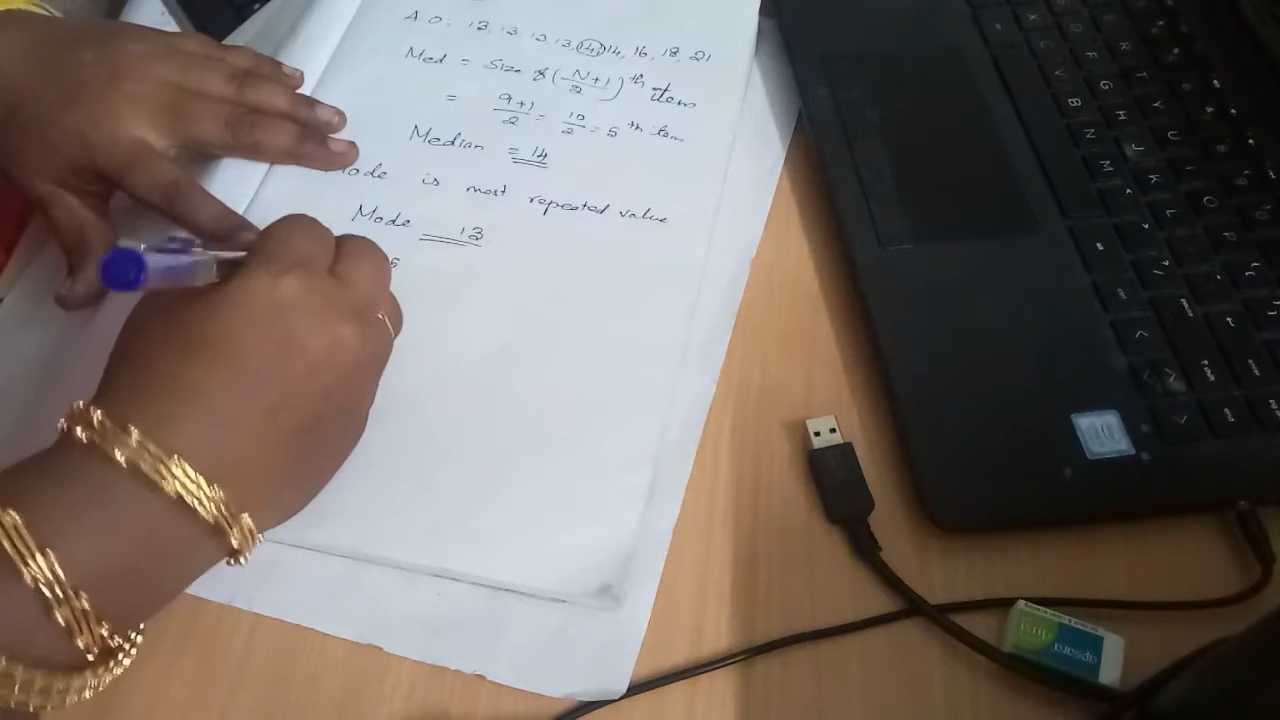 A.O: 13, 13, 13, 13, 14, 14, 16, 18, 21
Med = Size of (N+1/2)th item
= 9+1/2 = 10/2 = 5th item
Median = 14
Mode is most repeated value
Mode = 13
apsara